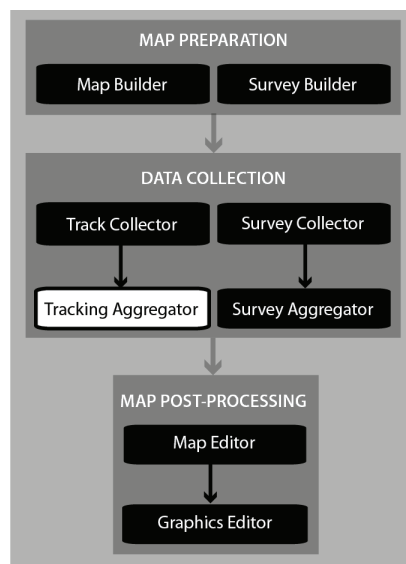 MAP PREPARATION
Map Builder
Survey Builder
DATA COLLECTION
Track Collector
Survey Collector
Tracking Aggregator
Survey Aggregator
MAP POST-PROCESSING
Map Editor
Graphics Editor